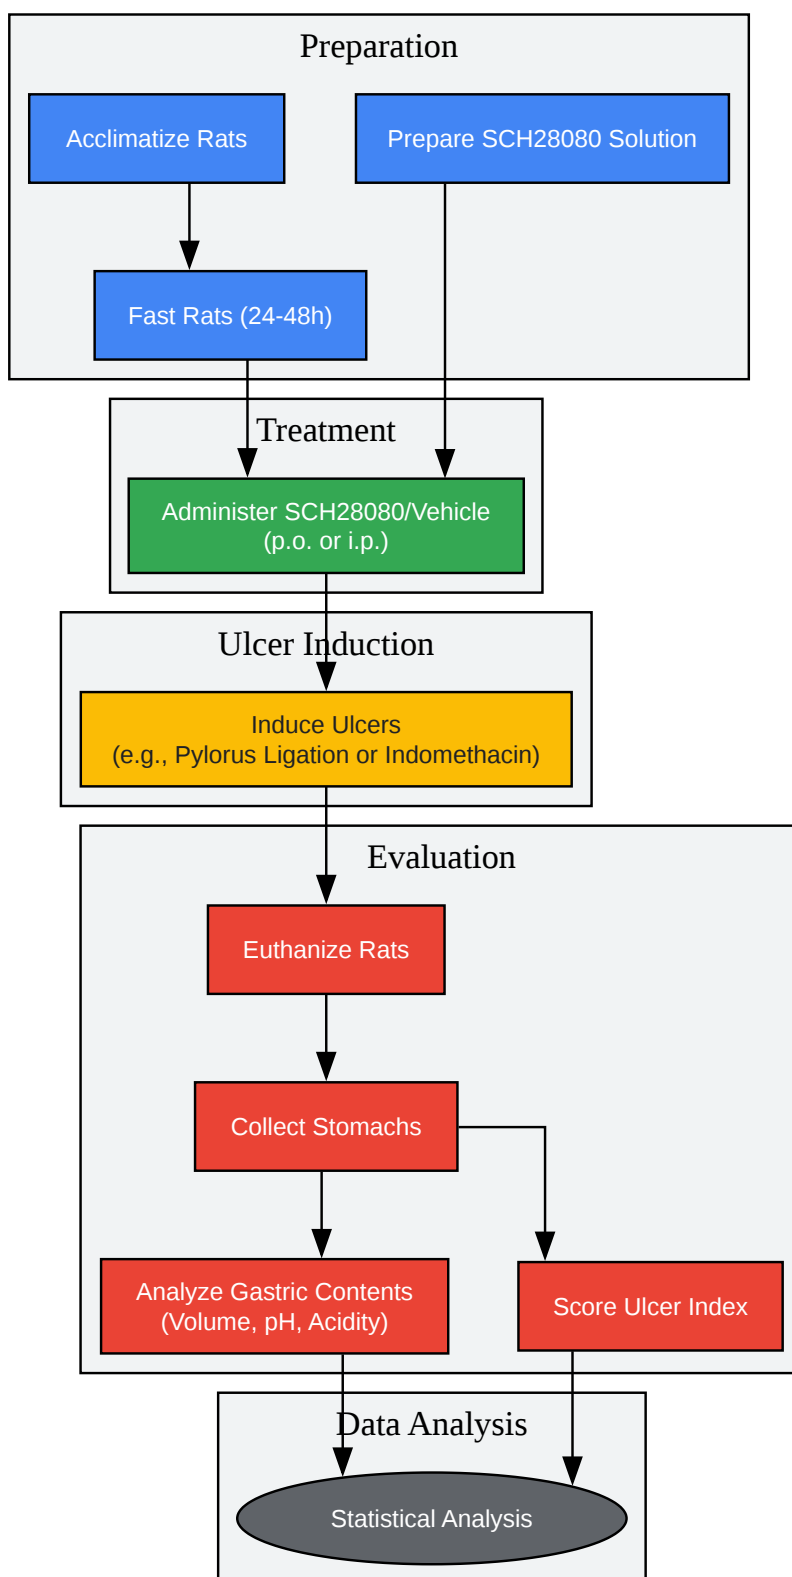 Preparation
Acclimatize Rats
Prepare SCH28080 Solution
Fast Rats (24-48h)
Treatment
Administer SCH28080/Vehicle
(p.o. or i.p.)
Ulcer Induction
Induce Ulcers
(e.g., Pylorus Ligation or Indomethacin)
Evaluation
Euthanize Rats
Collect Stomachs
Analyze Gastric Contents
(Volume, pH, Acidity)
Score Ulcer Index
Data Analysis
Statistical Analysis